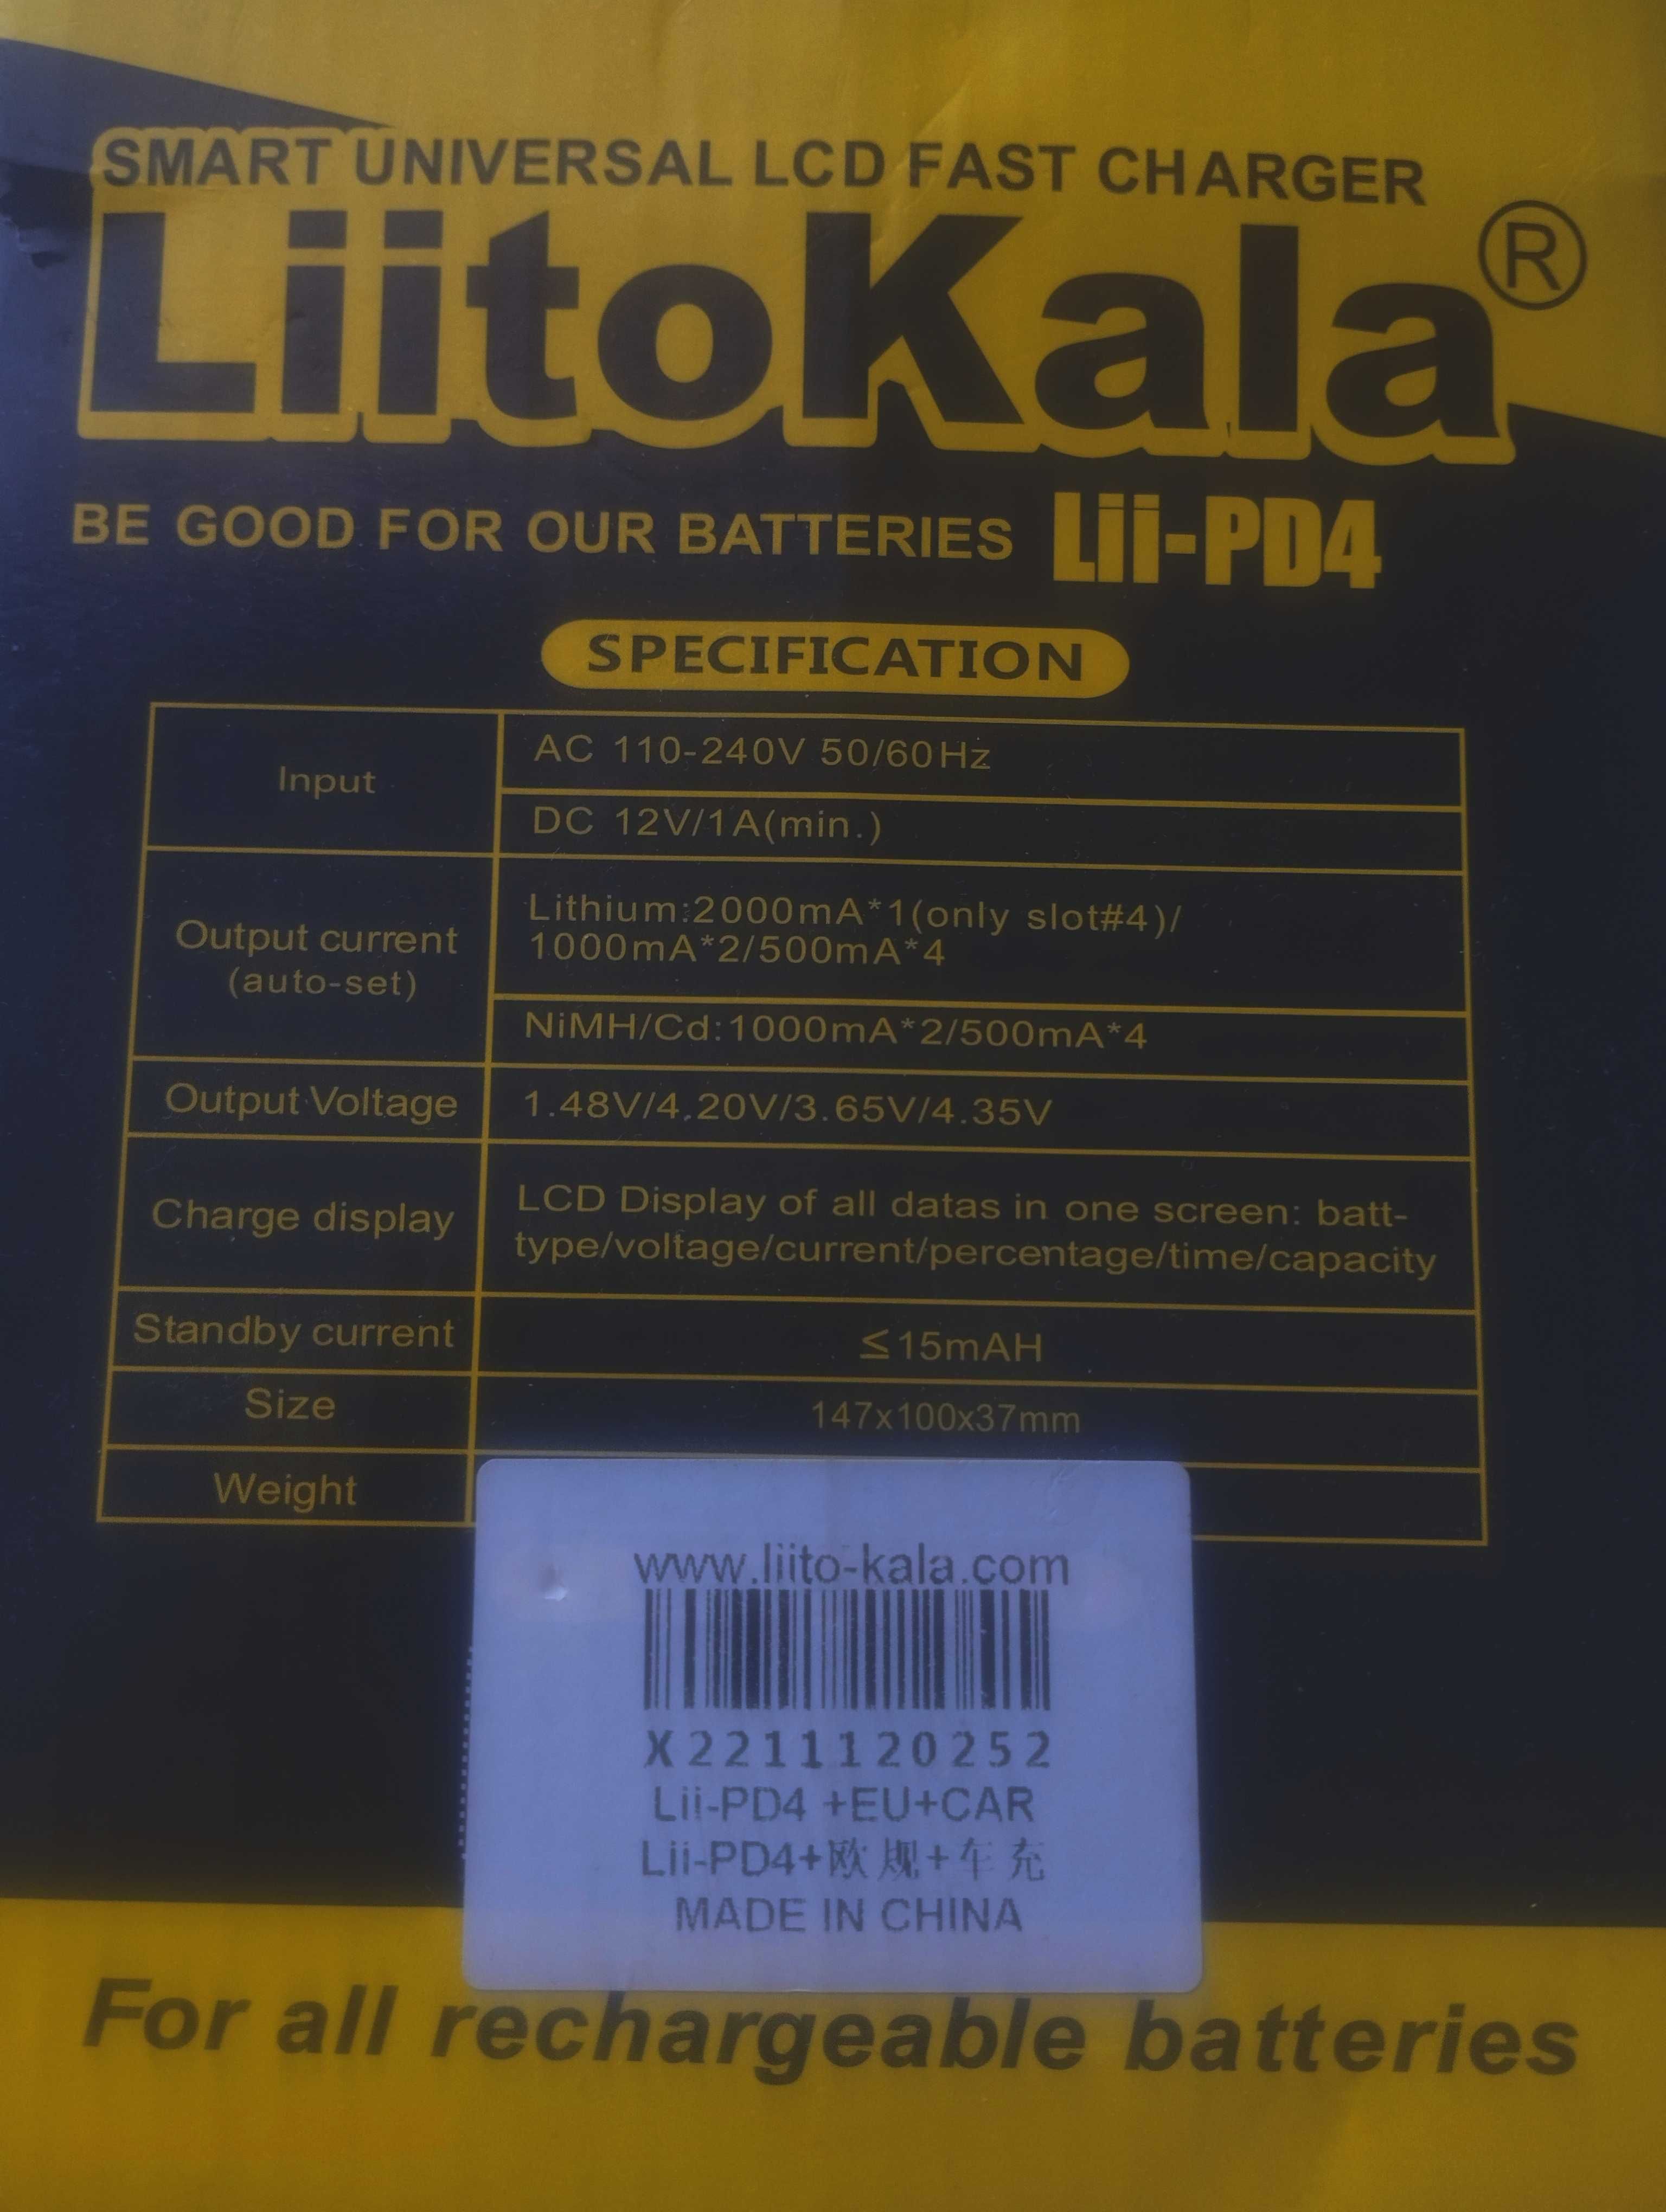 SMART UNIVERSAL LCD FAST CHARGER
LiitoKala®
BE GOOD FOR OUR BATTERIES Lii-PD4
SPECIFICATION
Input
AC 110-240V 50/60Hz
DC 12V/1A(min.)
Output current
(auto-set)
Lithium:2000mA*1(only slot#4)/
1000mA*2/500mA*4
NiMH/Cd:1000mA*2/500mA*4
Output Voltage
1.48V/4.20V/3.65V/4.35V
Charge display
LCD Display of all datas in one screen: batt-
type/voltage/current/percentage/time/capacity
Standby current
≤15mAH
Size
147x100x37mm
Weight
www.liito-kala.com
X2211120252
Lii-PD4 +EU+CAR
Lii-PD4+欧规+车充
MADE IN CHINA
For all rechargeable batteries